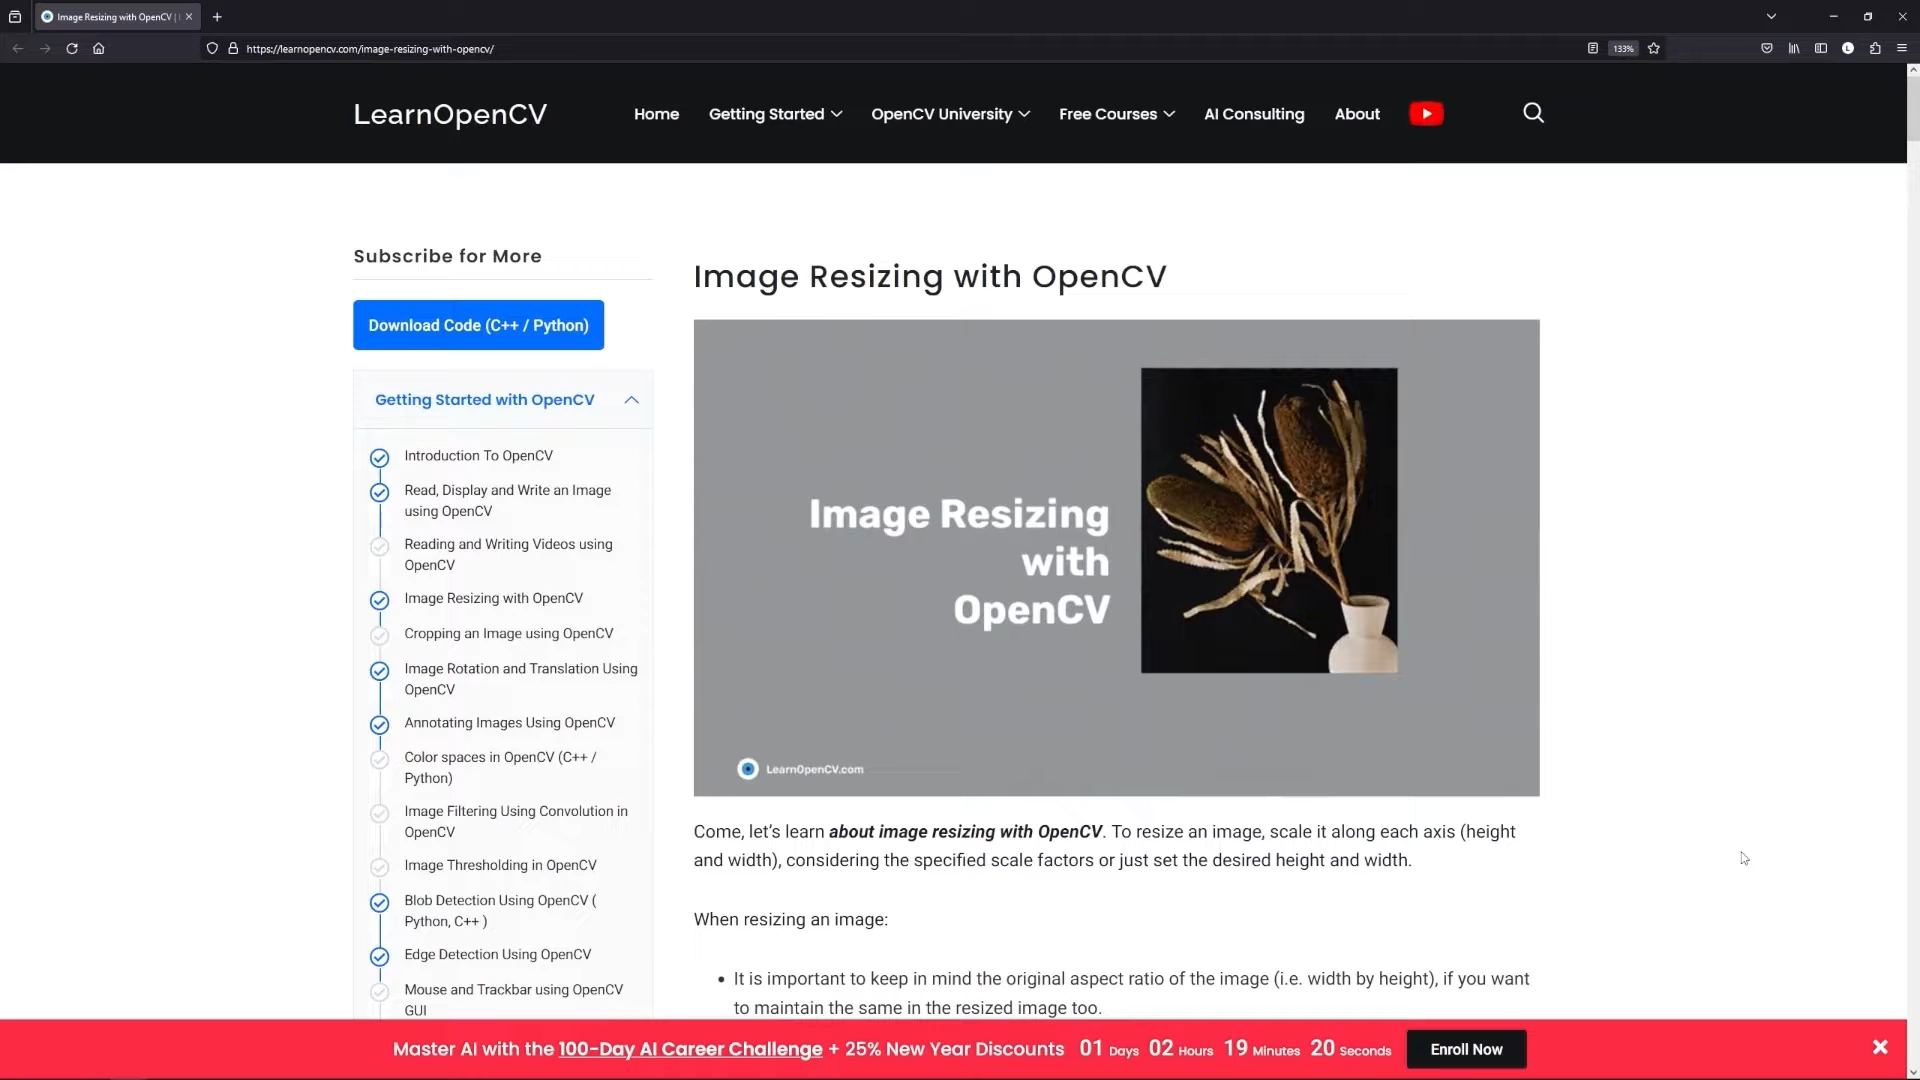 Image Resizing with OpenCV |
https://learnopencv.com/image-resizing-with-opencv/
133%
LearnOpenCV
Home
Getting Started
OpenCV University
Free Courses
AI Consulting
About
Subscribe for More
Download Code (C++ / Python)
Getting Started with OpenCV
Introduction To OpenCV
Read, Display and Write an Image
using OpenCV
Reading and Writing Videos using
OpenCV
Image Resizing with OpenCV
Cropping an Image using OpenCV
Image Rotation and Translation Using
OpenCV
Annotating Images Using OpenCV
Color spaces in OpenCV (C++ /
Python)
Image Filtering Using Convolution in
OpenCV
Image Thresholding in OpenCV
Blob Detection Using OpenCV (
Python, C++ )
Edge Detection Using OpenCV
Mouse and Trackbar using OpenCV
GUI
Image Resizing with OpenCV
Image Resizing
with
OpenCV
LearnOpenCV.com
Come, let’s learn about image resizing with OpenCV. To resize an image, scale it along each axis (height
and width), considering the specified scale factors or just set the desired height and width.
When resizing an image:
• It is important to keep in mind the original aspect ratio of the image (i.e. width by height), if you want
to maintain the same in the resized image too.
Master AI with the 100-Day AI Career Challenge + 25% New Year Discounts 01 Days 02 Hours 19 Minutes 20 Seconds Enroll Now